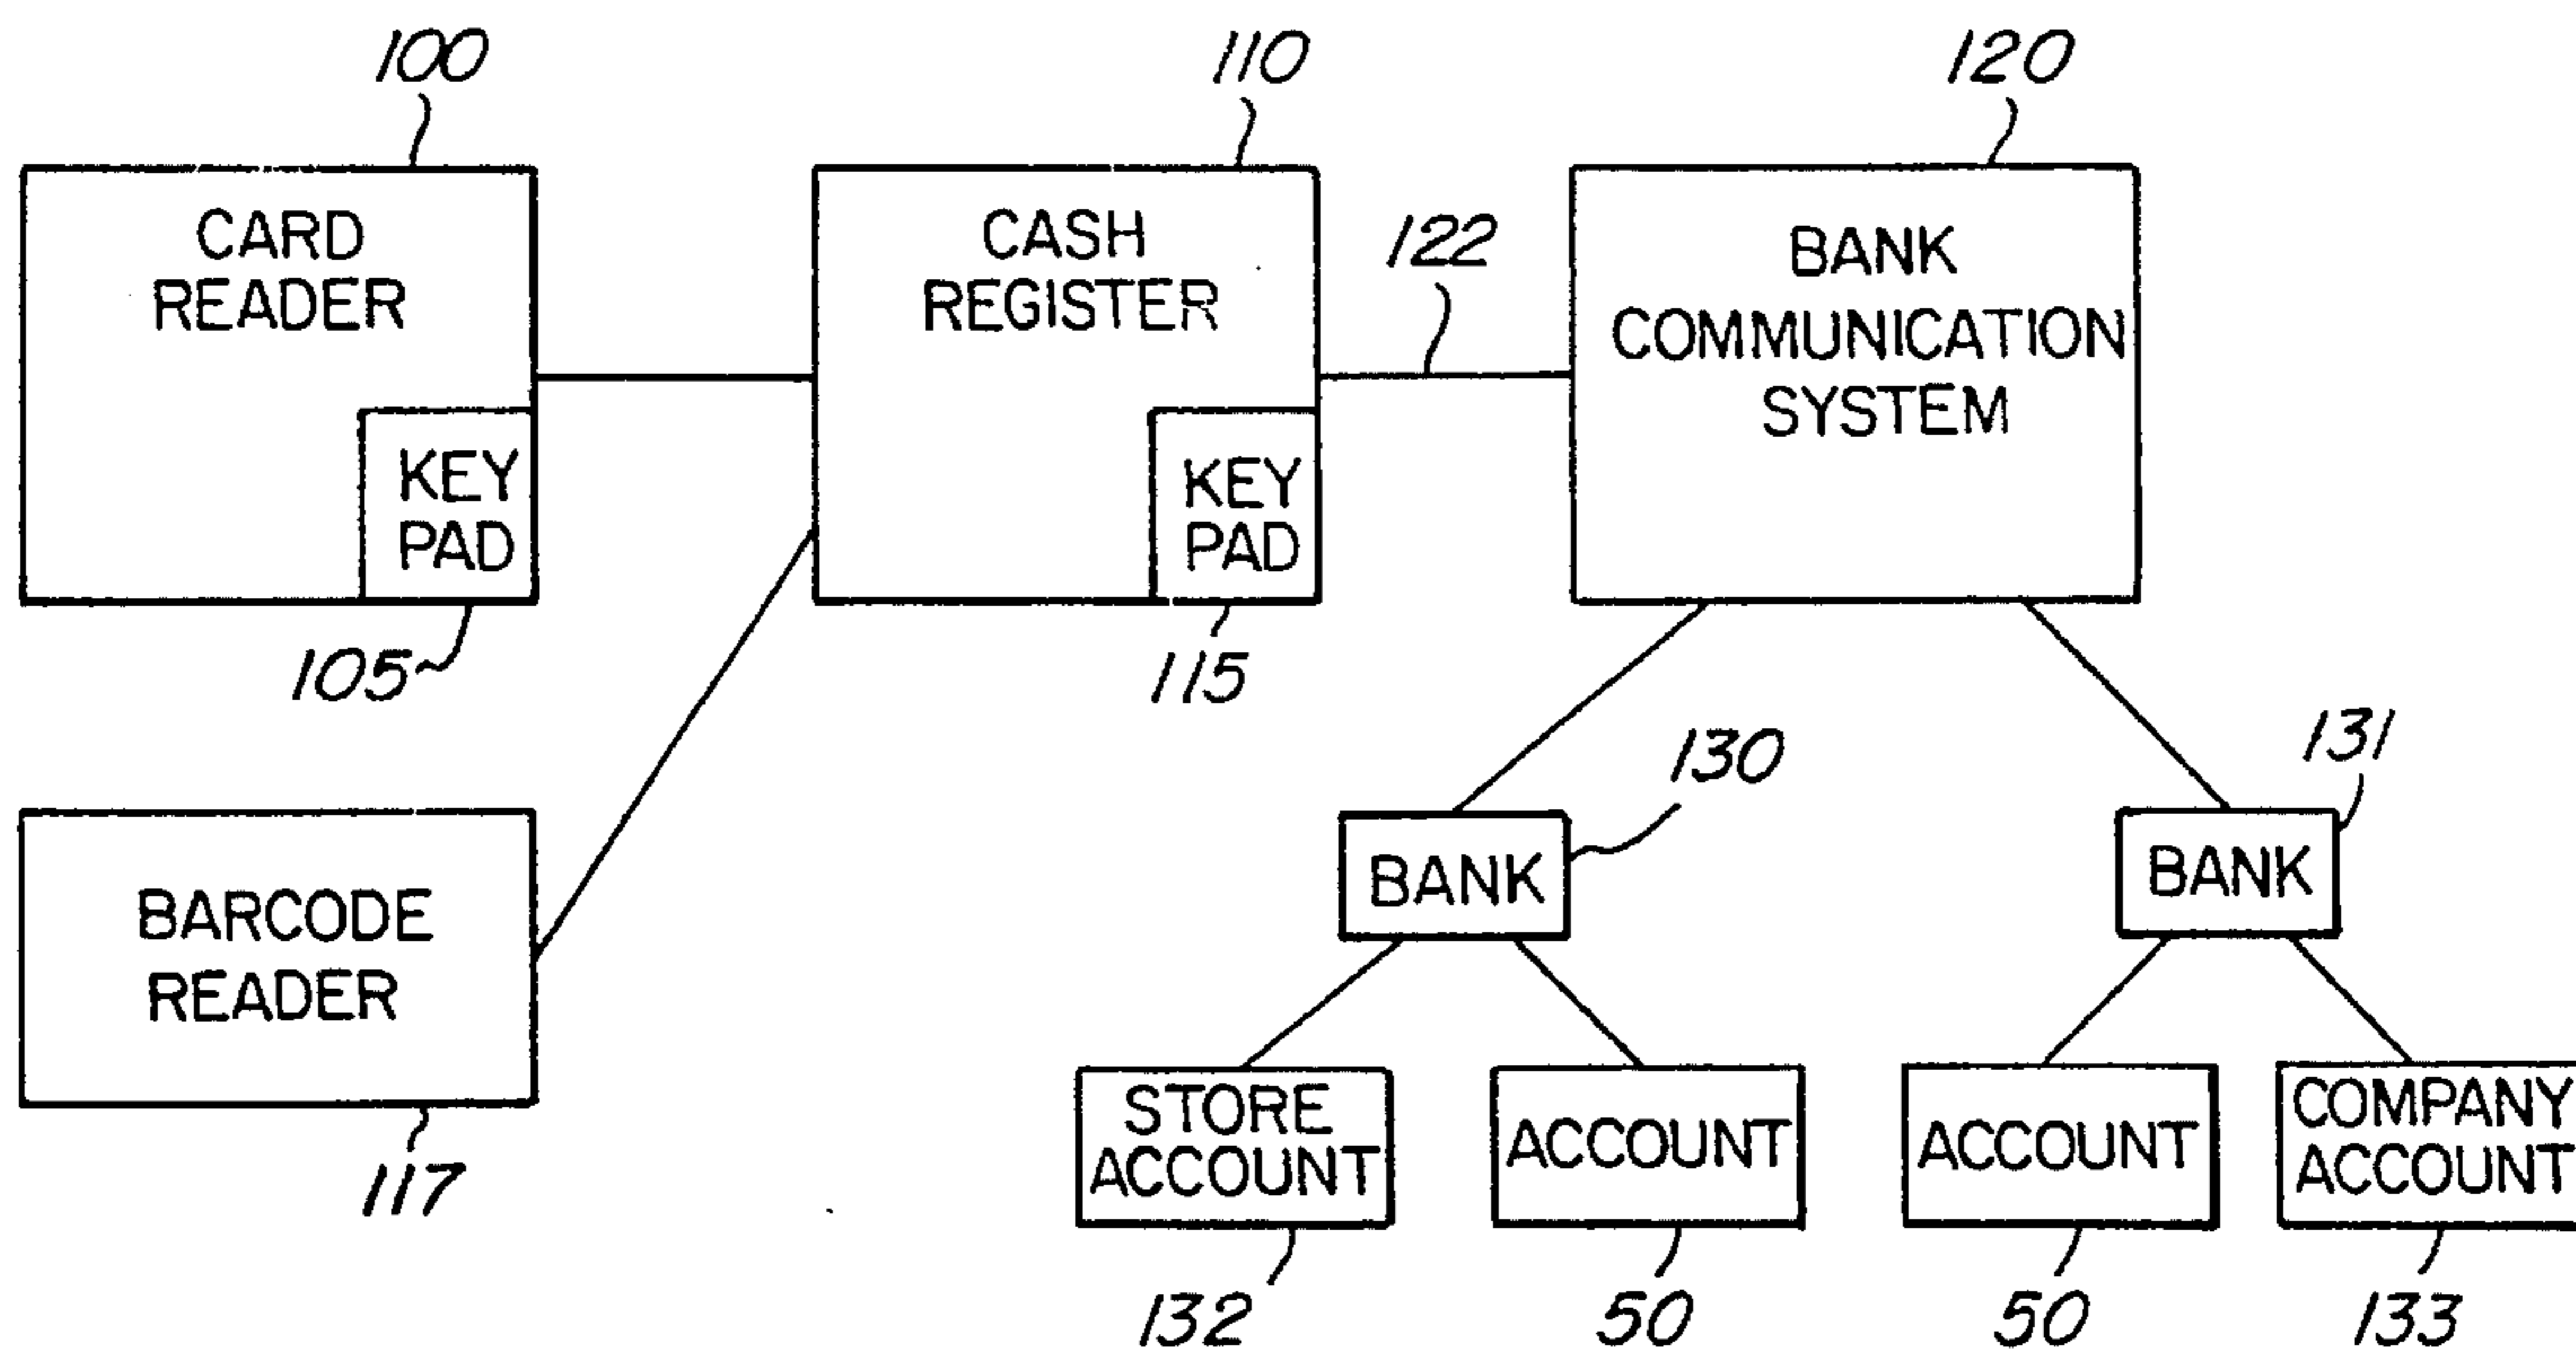 100
110
120
CARD
READER
CASH
REGISTER
122
BANK
COMMUNICATION
SYSTEM
KEY
PAD
KEY
PAD
105
115
130
131
BARCODE
READER
BANK
BANK
117
STORE
ACCOUNT
ACCOUNT
ACCOUNT
COMPANY
ACCOUNT
132
50
50
133